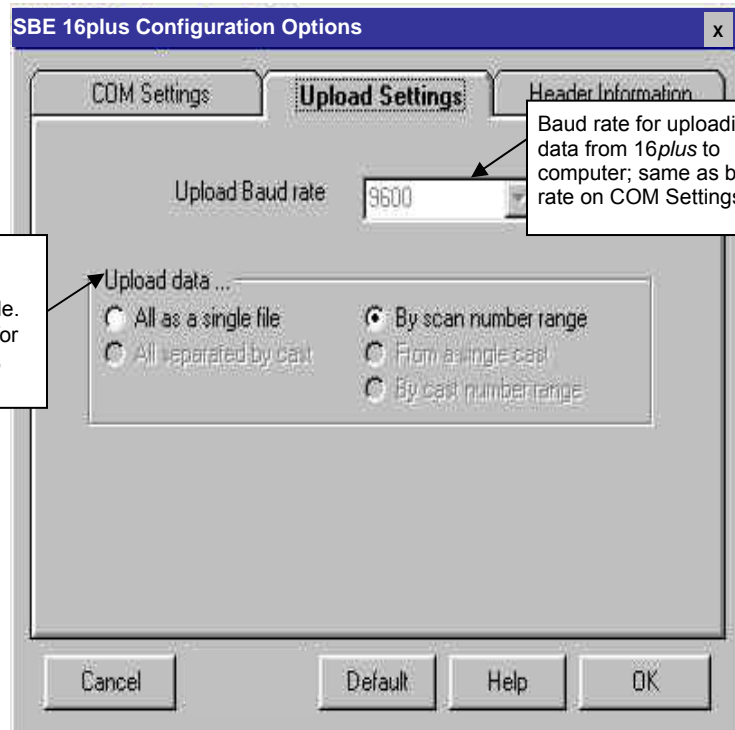 SBE 16plus Configuration Options
x
COM Settings
Upload Settings
Header Information
Baud rate for uploadi
data from 16plus to
computer; same as b
rate on COM Settings
Upload Baud rate
9600
le.
or
Upload data ...
All as a single file
By scan number range
All separated by cast
From a single cast
By cast number range
Cancel
Default
Help
OK